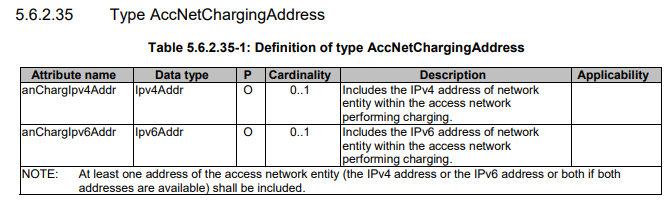 5.6.2.35 Type AccNetChargingAddress
Table 5.6.2.35-1: Definition of type AccNetChargingAddress
Attribute name Data type P Cardinality Description Applicability
anChargIpv4Addr Ipv4Addr O 0..1 Includes the IPv4 address of network
entity within the access network
performing charging.
anChargIpv6Addr Ipv6Addr O 0..1 Includes the IPv6 address of network
entity within the access network
performing charging.
NOTE: At least one address of the access network entity (the IPv4 address or the IPv6 address or both if both
addresses are available) shall be included.